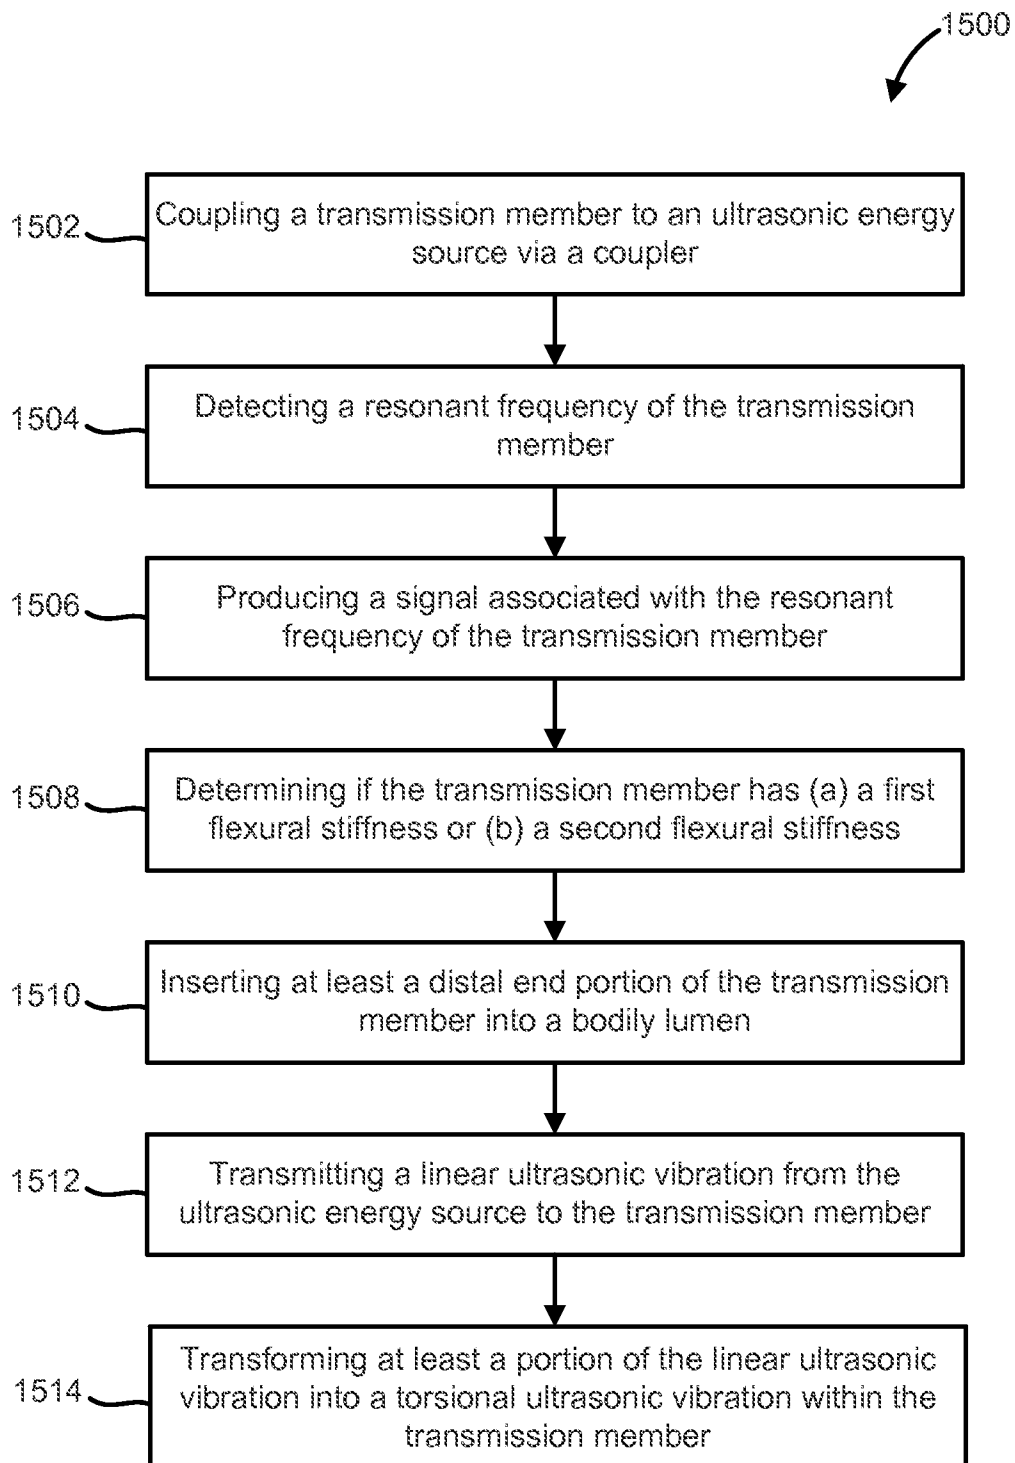 1500
1502
Coupling a transmission member to an ultrasonic energy
source via a coupler
1504
Detecting a resonant frequency of the transmission
member
1506
Producing a signal associated with the resonant
frequency of the transmission member
1508
Determining if the transmission member has (a) a first
flexural stiffness or (b) a second flexural stiffness
1510
Inserting at least a distal end portion of the transmission
member into a bodily lumen
1512
Transmitting a linear ultrasonic vibration from the
ultrasonic energy source to the transmission member
1514
Transforming at least a portion of the linear ultrasonic
vibration into a torsional ultrasonic vibration within the
transmission member